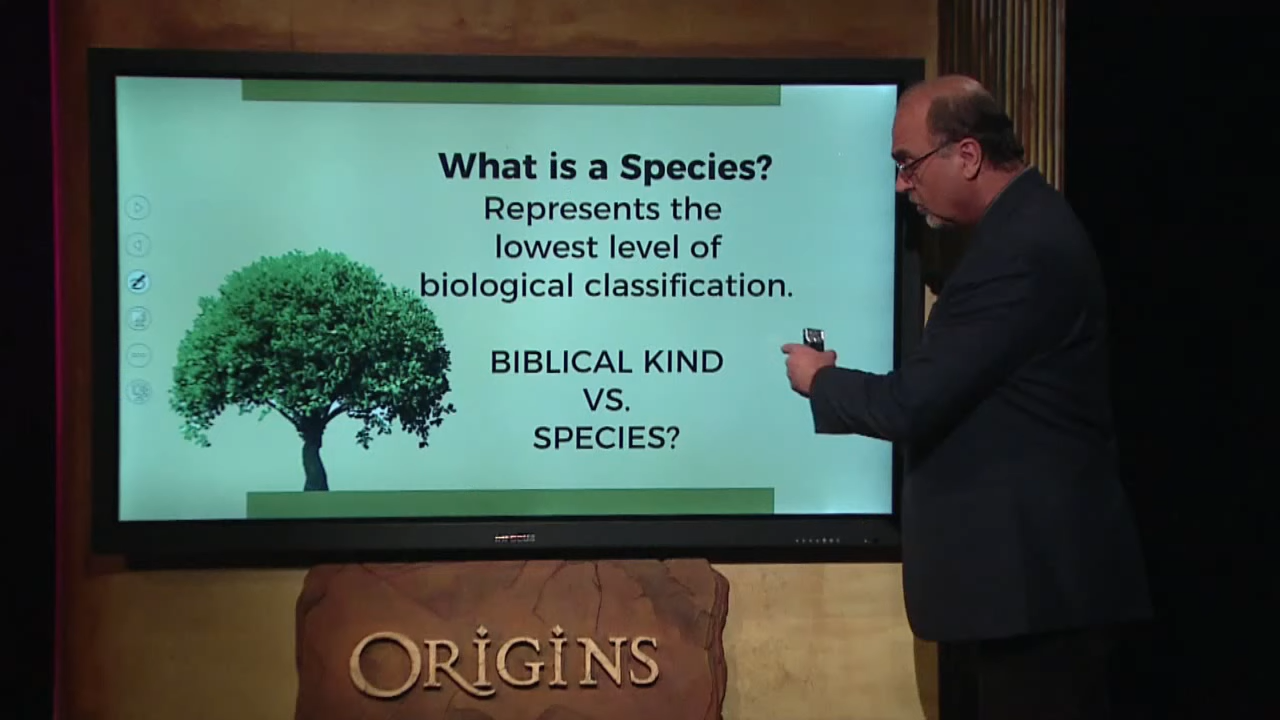 What is a Species?
Represents the
lowest level of
biological classification.
BIBLICAL KIND
VS.
SPECIES?
ORIGINS